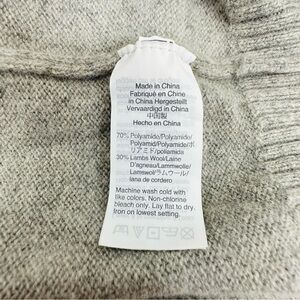 Made in China
Fabriqué en Chine
in China Hergestellt
Vervaardigd in China
中国製
Hecho en China
70% Polyamide/Polyamide/
Polyamid/Polyamide/ポ
リアミド/poliamida
30% Lambs Wool/Laine
D'agneau/Lammwolle/
Lamswol/ラムウール/
lana de cordero
Machine wash cold with
like colors. Non-chlorine
bleach only. Lay flat to dry.
Iron on lowest setting.